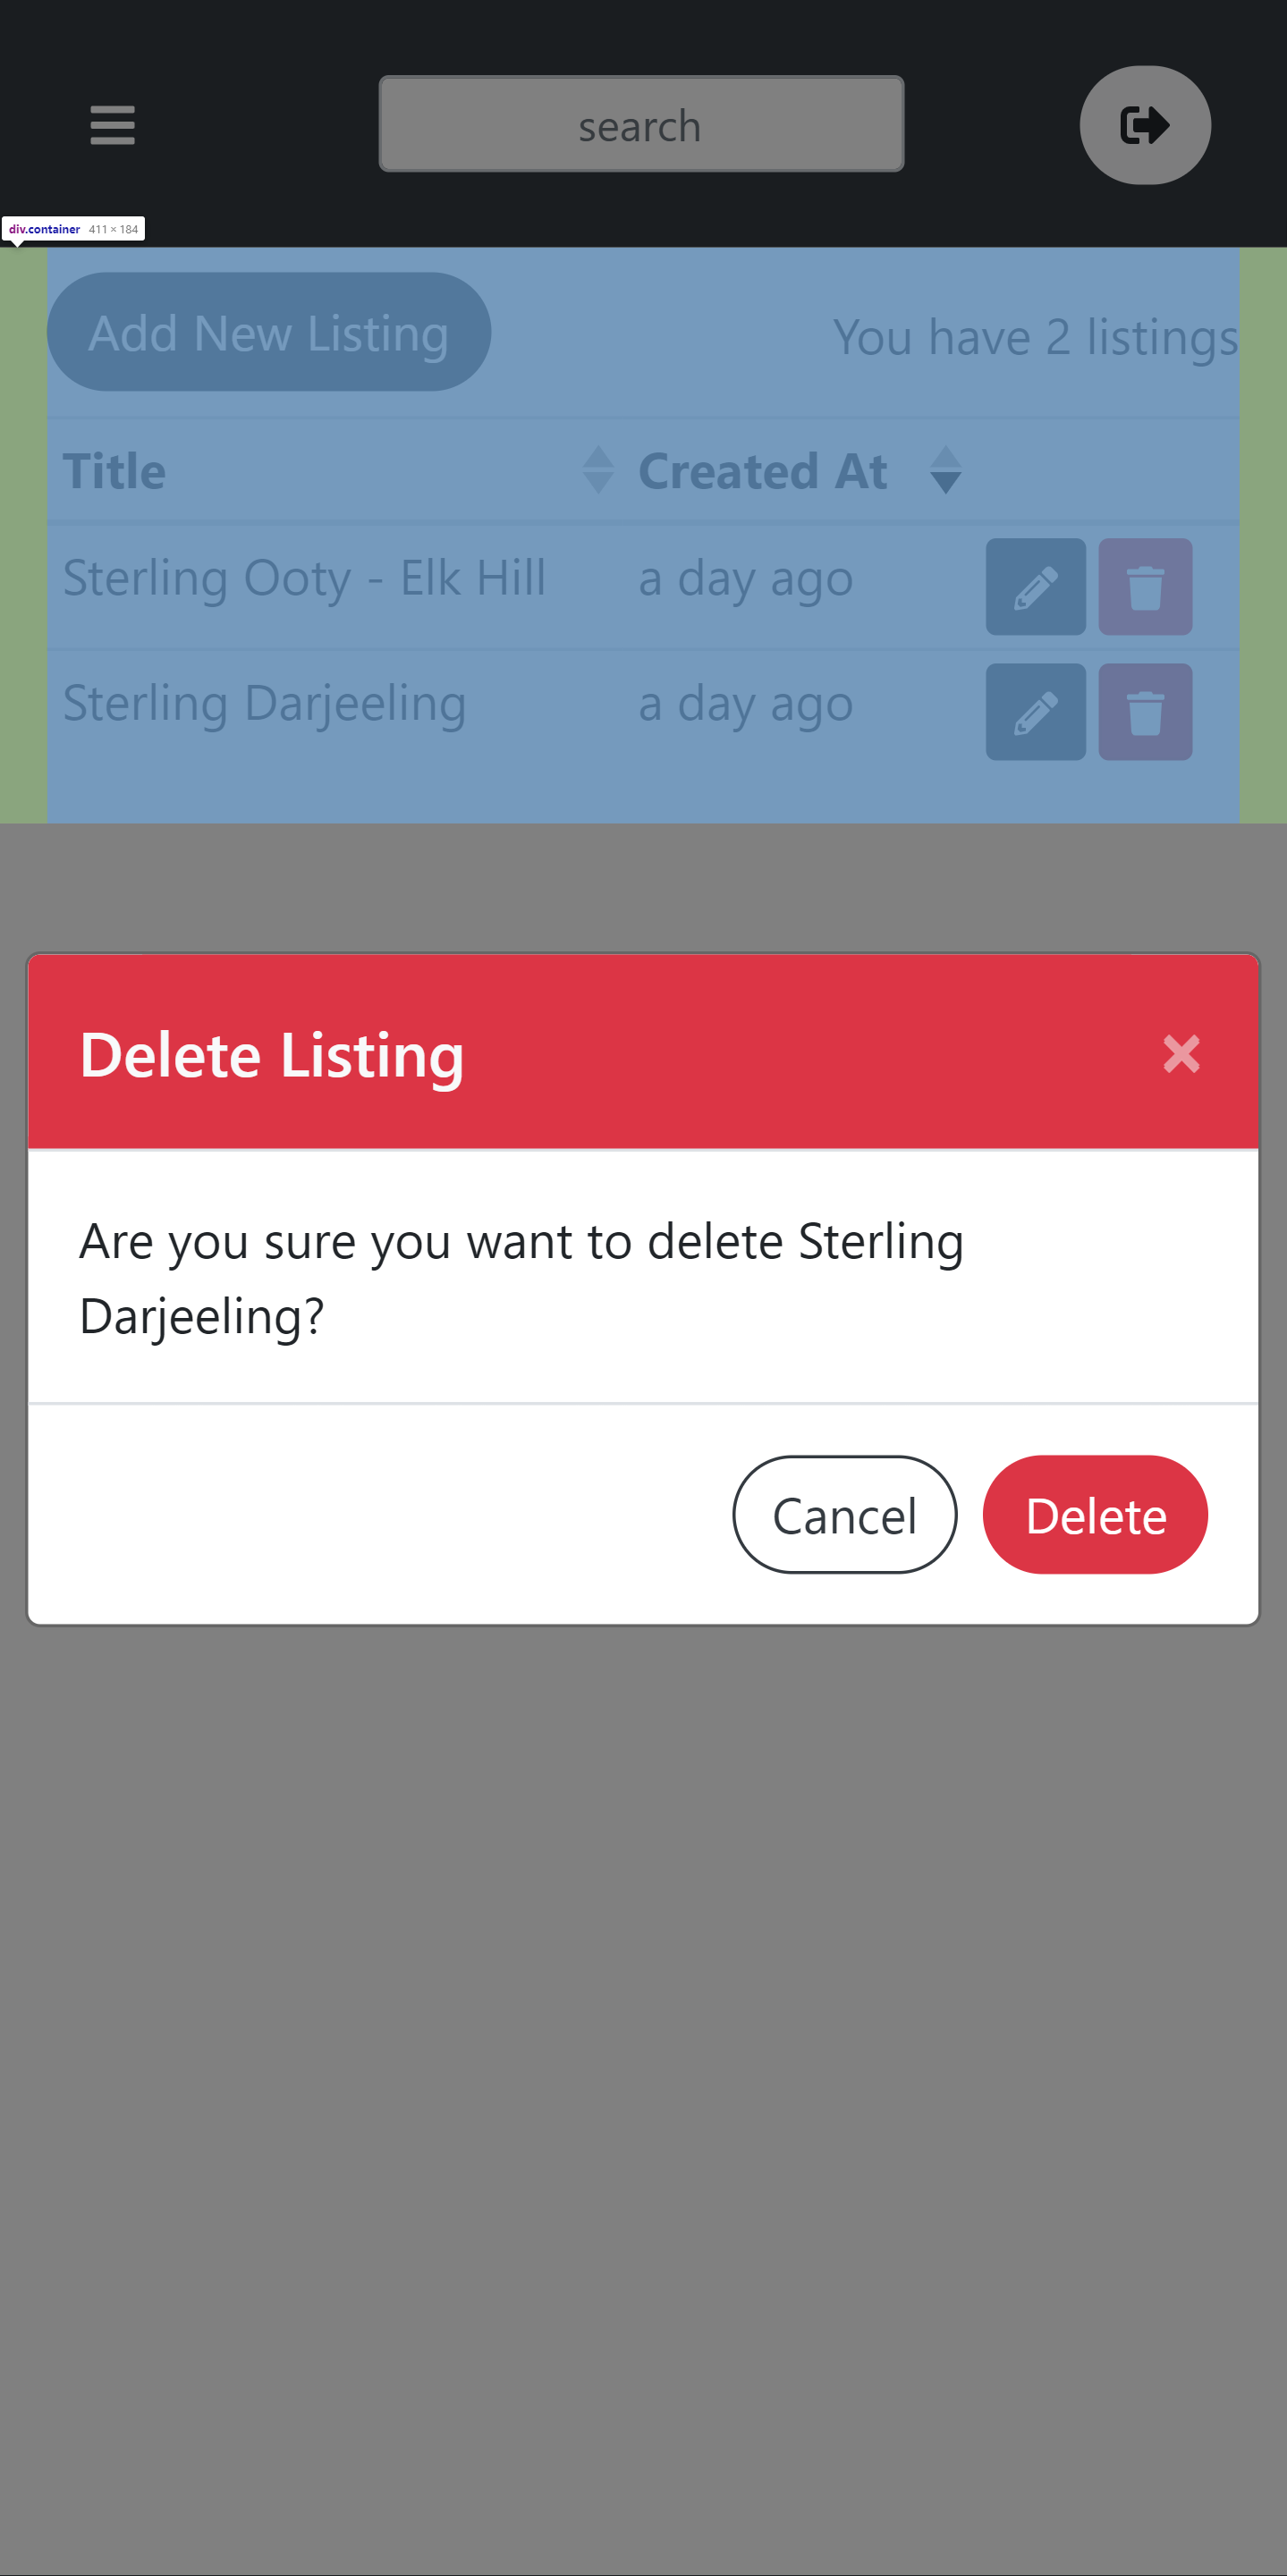 search
div.container 411 × 184
Add New Listing
You have 2 listings
Title Created At
Sterling Ooty - Elk Hill a day ago
Sterling Darjeeling a day ago
Delete Listing
Are you sure you want to delete Sterling
Darjeeling?
Cancel Delete